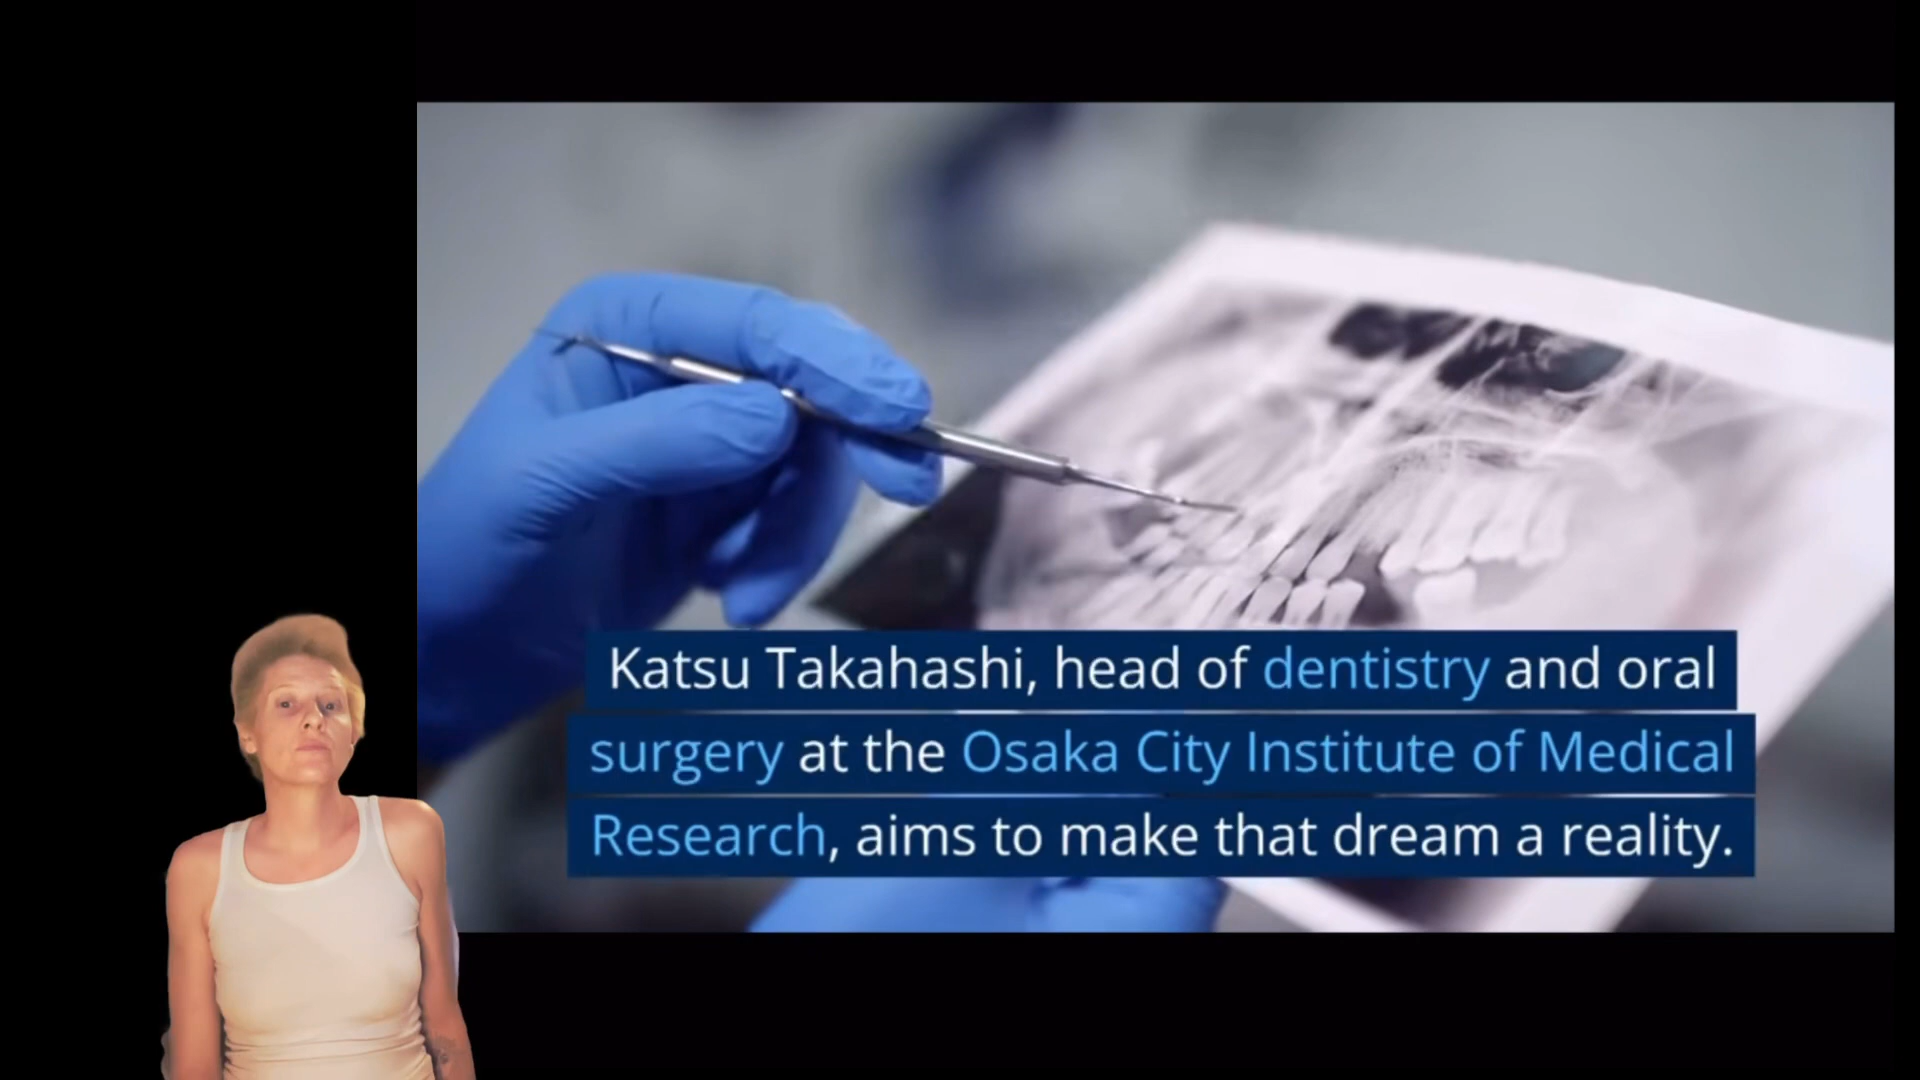 Katsu Takahashi, head of dentistry and oral
surgery at the Osaka City Institute of Medical
Research, aims to make that dream a reality.